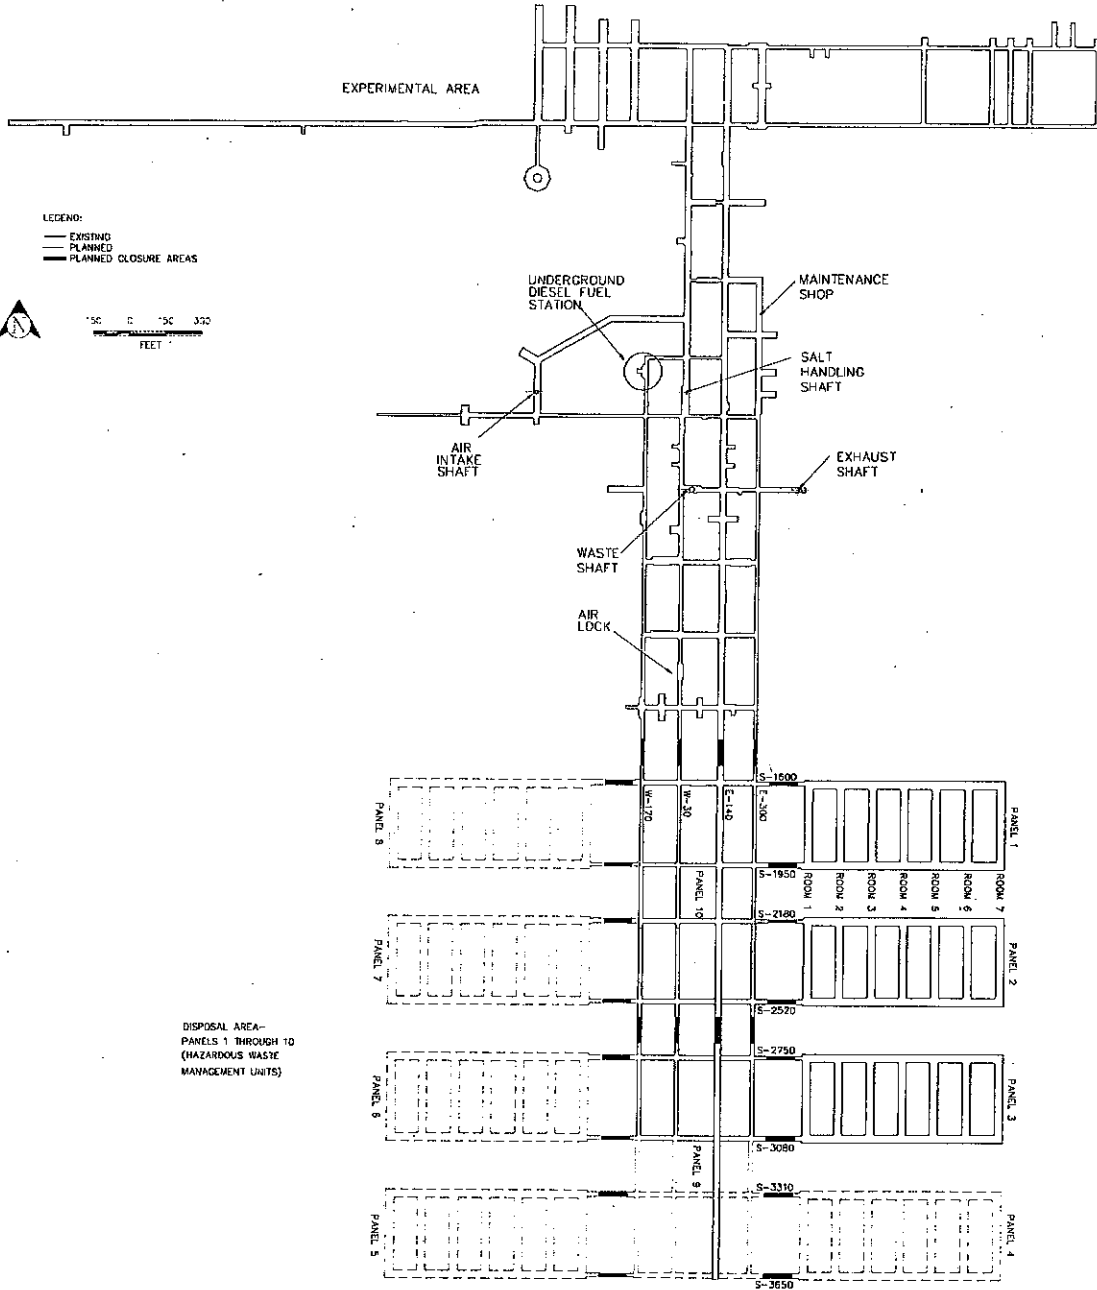 EXPERIMENTAL AREA
LEGEND:
EXISTING
PLANNED
PLANNED CLOSURE AREAS
N
150 0 150 300
FEET
UNDERGROUND
DIESEL FUEL
STATION
MAINTENANCE
SHOP
SALT
HANDLING
SHAFT
AIR
INTAKE
SHAFT
EXHAUST
SHAFT
WASTE
SHAFT
AIR
LOCK
S-1600
W-170
W-30
E-140
E-300
PANEL 8
PANEL 1
S-1950
ROOM 1
ROOM 2
ROOM 3
ROOM 4
ROOM 5
ROOM 6
ROOM 7
PANEL 10
S-2180
PANEL 7
PANEL 2
S-2520
DISPOSAL AREA-
PANELS 1 THROUGH 10
(HAZARDOUS WASTE
MANAGEMENT UNITS)
S-2750
PANEL 6
PANEL 3
S-3080
PANEL 9
S-3310
PANEL 5
PANEL 4
S-3650